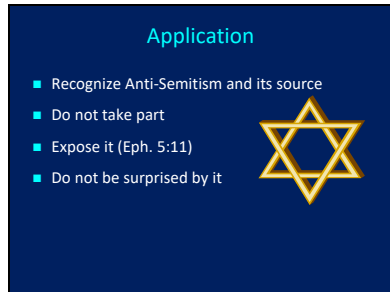 Application
Recognize Anti-Semitism and its source
Do not take part
Expose it (Eph. 5:11)
Do not be surprised by it